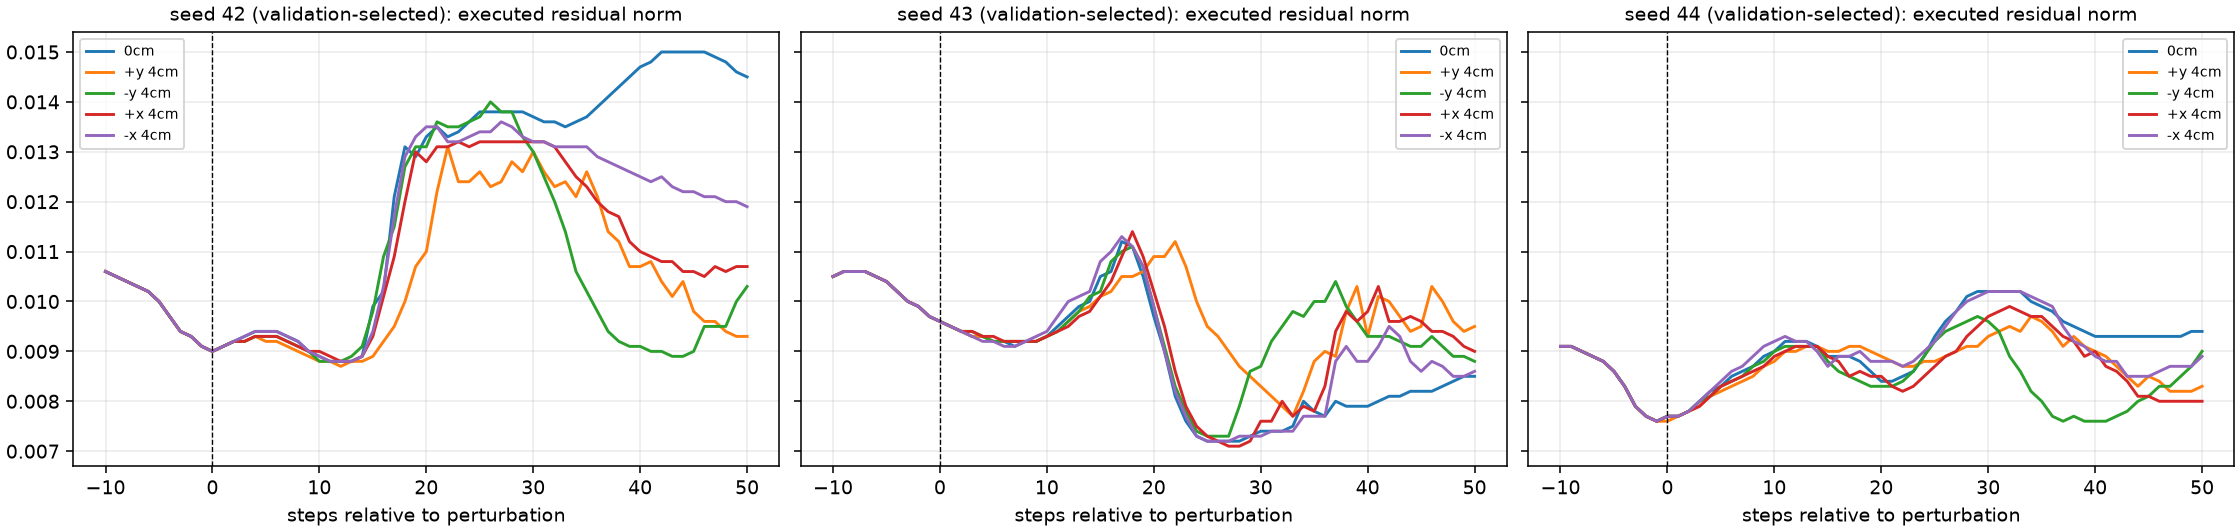 seed 42 (validation-selected): executed residual norm
0.015
0.014
0.013
0.012
0.011
0.010
0.009
0.008
0.007
0cm
+y 4cm
-y 4cm
+x 4cm
-x 4cm
−10 0 10 20 30 40 50
steps relative to perturbation
seed 43 (validation-selected): executed residual norm
0cm
+y 4cm
-y 4cm
+x 4cm
-x 4cm
−10 0 10 20 30 40 50
steps relative to perturbation
seed 44 (validation-selected): executed residual norm
0cm
+y 4cm
-y 4cm
+x 4cm
-x 4cm
−10 0 10 20 30 40 50
steps relative to perturbation